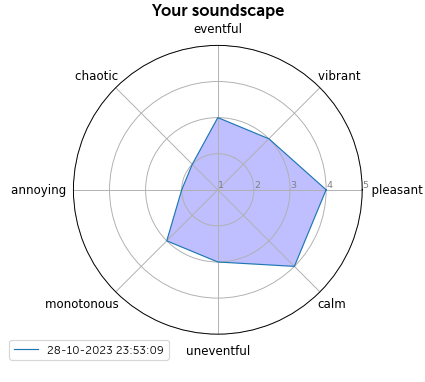 Your soundscape
eventful
chaotic
vibrant
annoying
1 2 3 4 5
pleasant
monotonous
calm
uneventful
28-10-2023 23:53:09